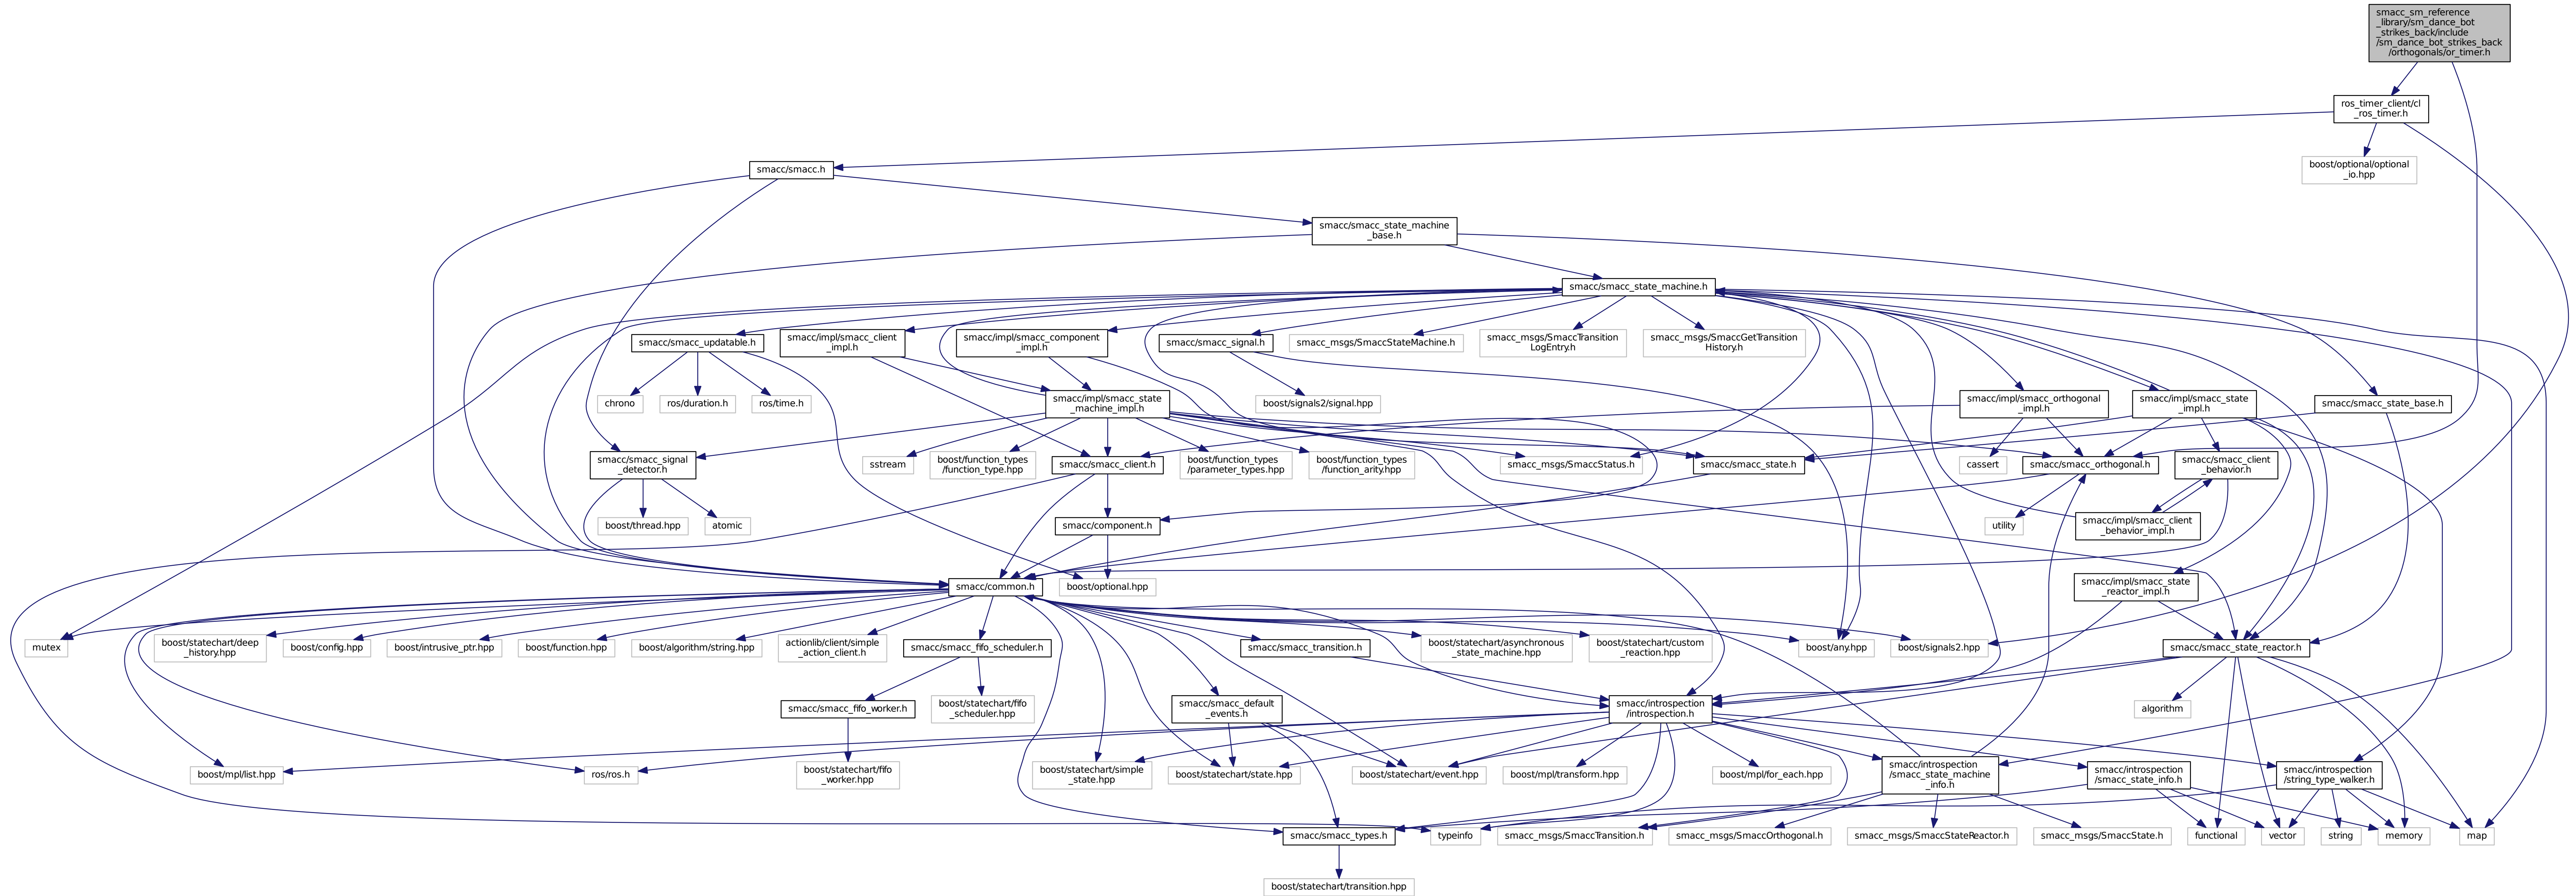 smacc_sm_reference
_library/sm_dance_bot
_strikes_back/include
/sm_dance_bot_strikes_back
/orthogonals/or_timer.h
ros_timer_client/cl
_ros_timer.h
smacc/smacc.h
boost/optional/optional
_io.hpp
smacc/smacc_state_machine
_base.h
smacc/smacc_state_machine.h
smacc/smacc_updatable.h
smacc/impl/smacc_client
_impl.h
smacc/impl/smacc_component
_impl.h
smacc/smacc_signal.h
smacc_msgs/SmaccStateMachine.h
smacc_msgs/SmaccTransition
LogEntry.h
smacc_msgs/SmaccGetTransition
History.h
chrono
ros/duration.h
ros/time.h
smacc/impl/smacc_state
_machine_impl.h
boost/signals2/signal.hpp
smacc/impl/smacc_orthogonal
_impl.h
smacc/impl/smacc_state
_impl.h
smacc/smacc_state_base.h
smacc/smacc_signal
_detector.h
sstream
boost/function_types
/function_type.hpp
smacc/smacc_client.h
boost/function_types
/parameter_types.hpp
boost/function_types
/function_arity.hpp
smacc_msgs/SmaccStatus.h
smacc/smacc_state.h
cassert
smacc/smacc_orthogonal.h
smacc/smacc_client
_behavior.h
boost/thread.hpp
atomic
smacc/component.h
utility
smacc/impl/smacc_client
_behavior_impl.h
smacc/common.h
boost/optional.hpp
smacc/impl/smacc_state
_reactor_impl.h
mutex
boost/statechart/deep
_history.hpp
boost/config.hpp
boost/intrusive_ptr.hpp
boost/function.hpp
boost/algorithm/string.hpp
actionlib/client/simple
_action_client.h
smacc/smacc_fifo_scheduler.h
smacc/smacc_transition.h
boost/statechart/asynchronous
_state_machine.hpp
boost/statechart/custom
_reaction.hpp
boost/any.hpp
boost/signals2.hpp
smacc/smacc_state_reactor.h
smacc/smacc_fifo_worker.h
boost/statechart/fifo
_scheduler.hpp
smacc/smacc_default
_events.h
smacc/introspection
/introspection.h
algorithm
boost/mpl/list.hpp
ros/ros.h
boost/statechart/fifo
_worker.hpp
boost/statechart/simple
_state.hpp
boost/statechart/state.hpp
boost/statechart/event.hpp
boost/mpl/transform.hpp
boost/mpl/for_each.hpp
smacc/introspection
/smacc_state_machine
_info.h
smacc/introspection
/smacc_state_info.h
smacc/introspection
/string_type_walker.h
smacc/smacc_types.h
typeinfo
smacc_msgs/SmaccTransition.h
smacc_msgs/SmaccOrthogonal.h
smacc_msgs/SmaccStateReactor.h
smacc_msgs/SmaccState.h
functional
vector
string
memory
map
boost/statechart/transition.hpp